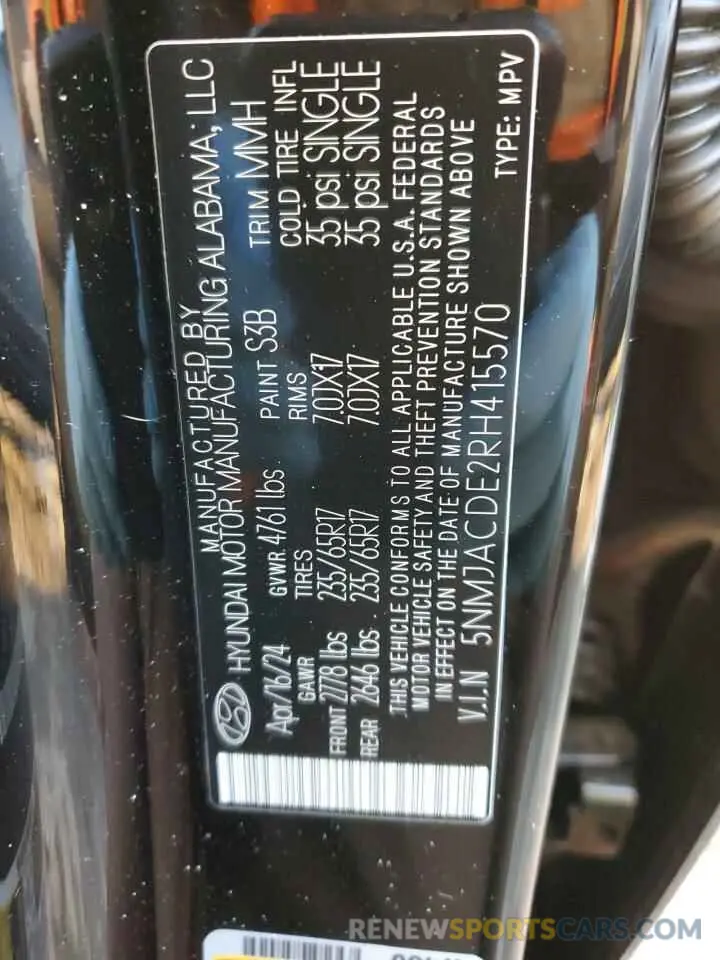 MANUFACTURED BY
HYUNDAI MOTOR MANUFACTURING ALABAMA, LLC
Apr/16/24 GVWR 4761 lbs PAINT S3B TRIM MMH
GAWR TIRES RIMS COLD TIRE INFL
FRONT 2778 lbs 235/65R17 7.0JX17 35 psi SINGLE
REAR 2646 lbs 235/65R17 7.0JX17 35 psi SINGLE
THIS VEHICLE CONFORMS TO ALL APPLICABLE U.S.A. FEDERAL
MOTOR VEHICLE SAFETY AND THEFT PREVENTION STANDARDS
IN EFFECT ON THE DATE OF MANUFACTURE SHOWN ABOVE
V.I.N 5NMJACDE2RH415570 TYPE: MPV
RENEWSPORTSCARS.COM